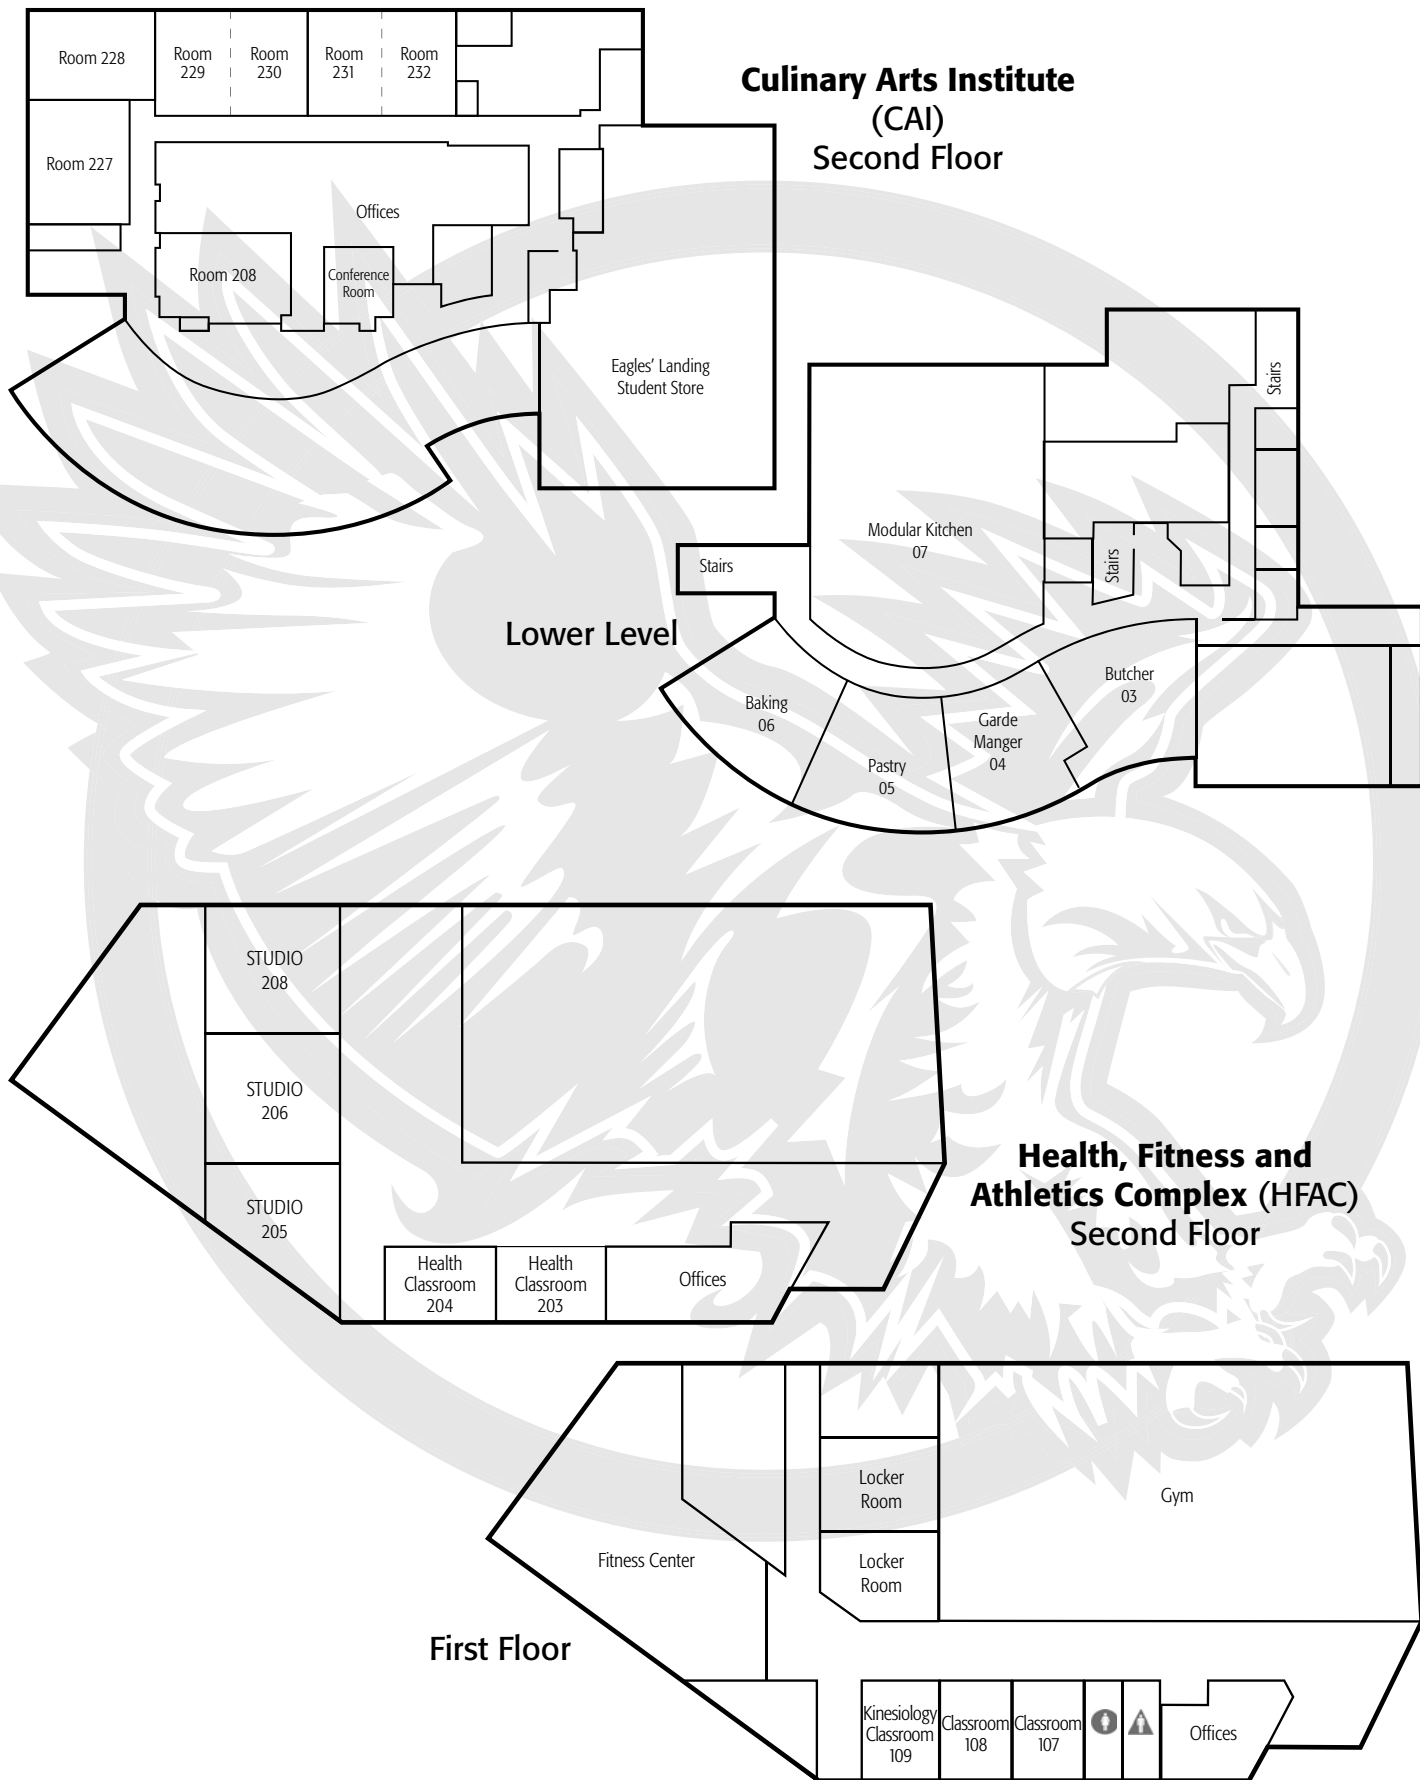 Culinary Arts Institute
(CAI)
Second Floor
Room 228
Room
229
Room
230
Room
231
Room
232
Room 227
Offices
Room 208
Conference
Room
Eagles’ Landing
Student Store
Lower Level
Stairs
Modular Kitchen
07
Stairs
Stairs
Baking
06
Pastry
05
Garde
Manger
04
Butcher
03
Health, Fitness and
Athletics Complex (HFAC)
Second Floor
STUDIO
208
STUDIO
206
STUDIO
205
Health
Classroom
204
Health
Classroom
203
Offices
First Floor
Fitness Center
Locker
Room
Locker
Room
Gym
Kinesiology
Classroom
109
Classroom
108
Classroom
107
Offices